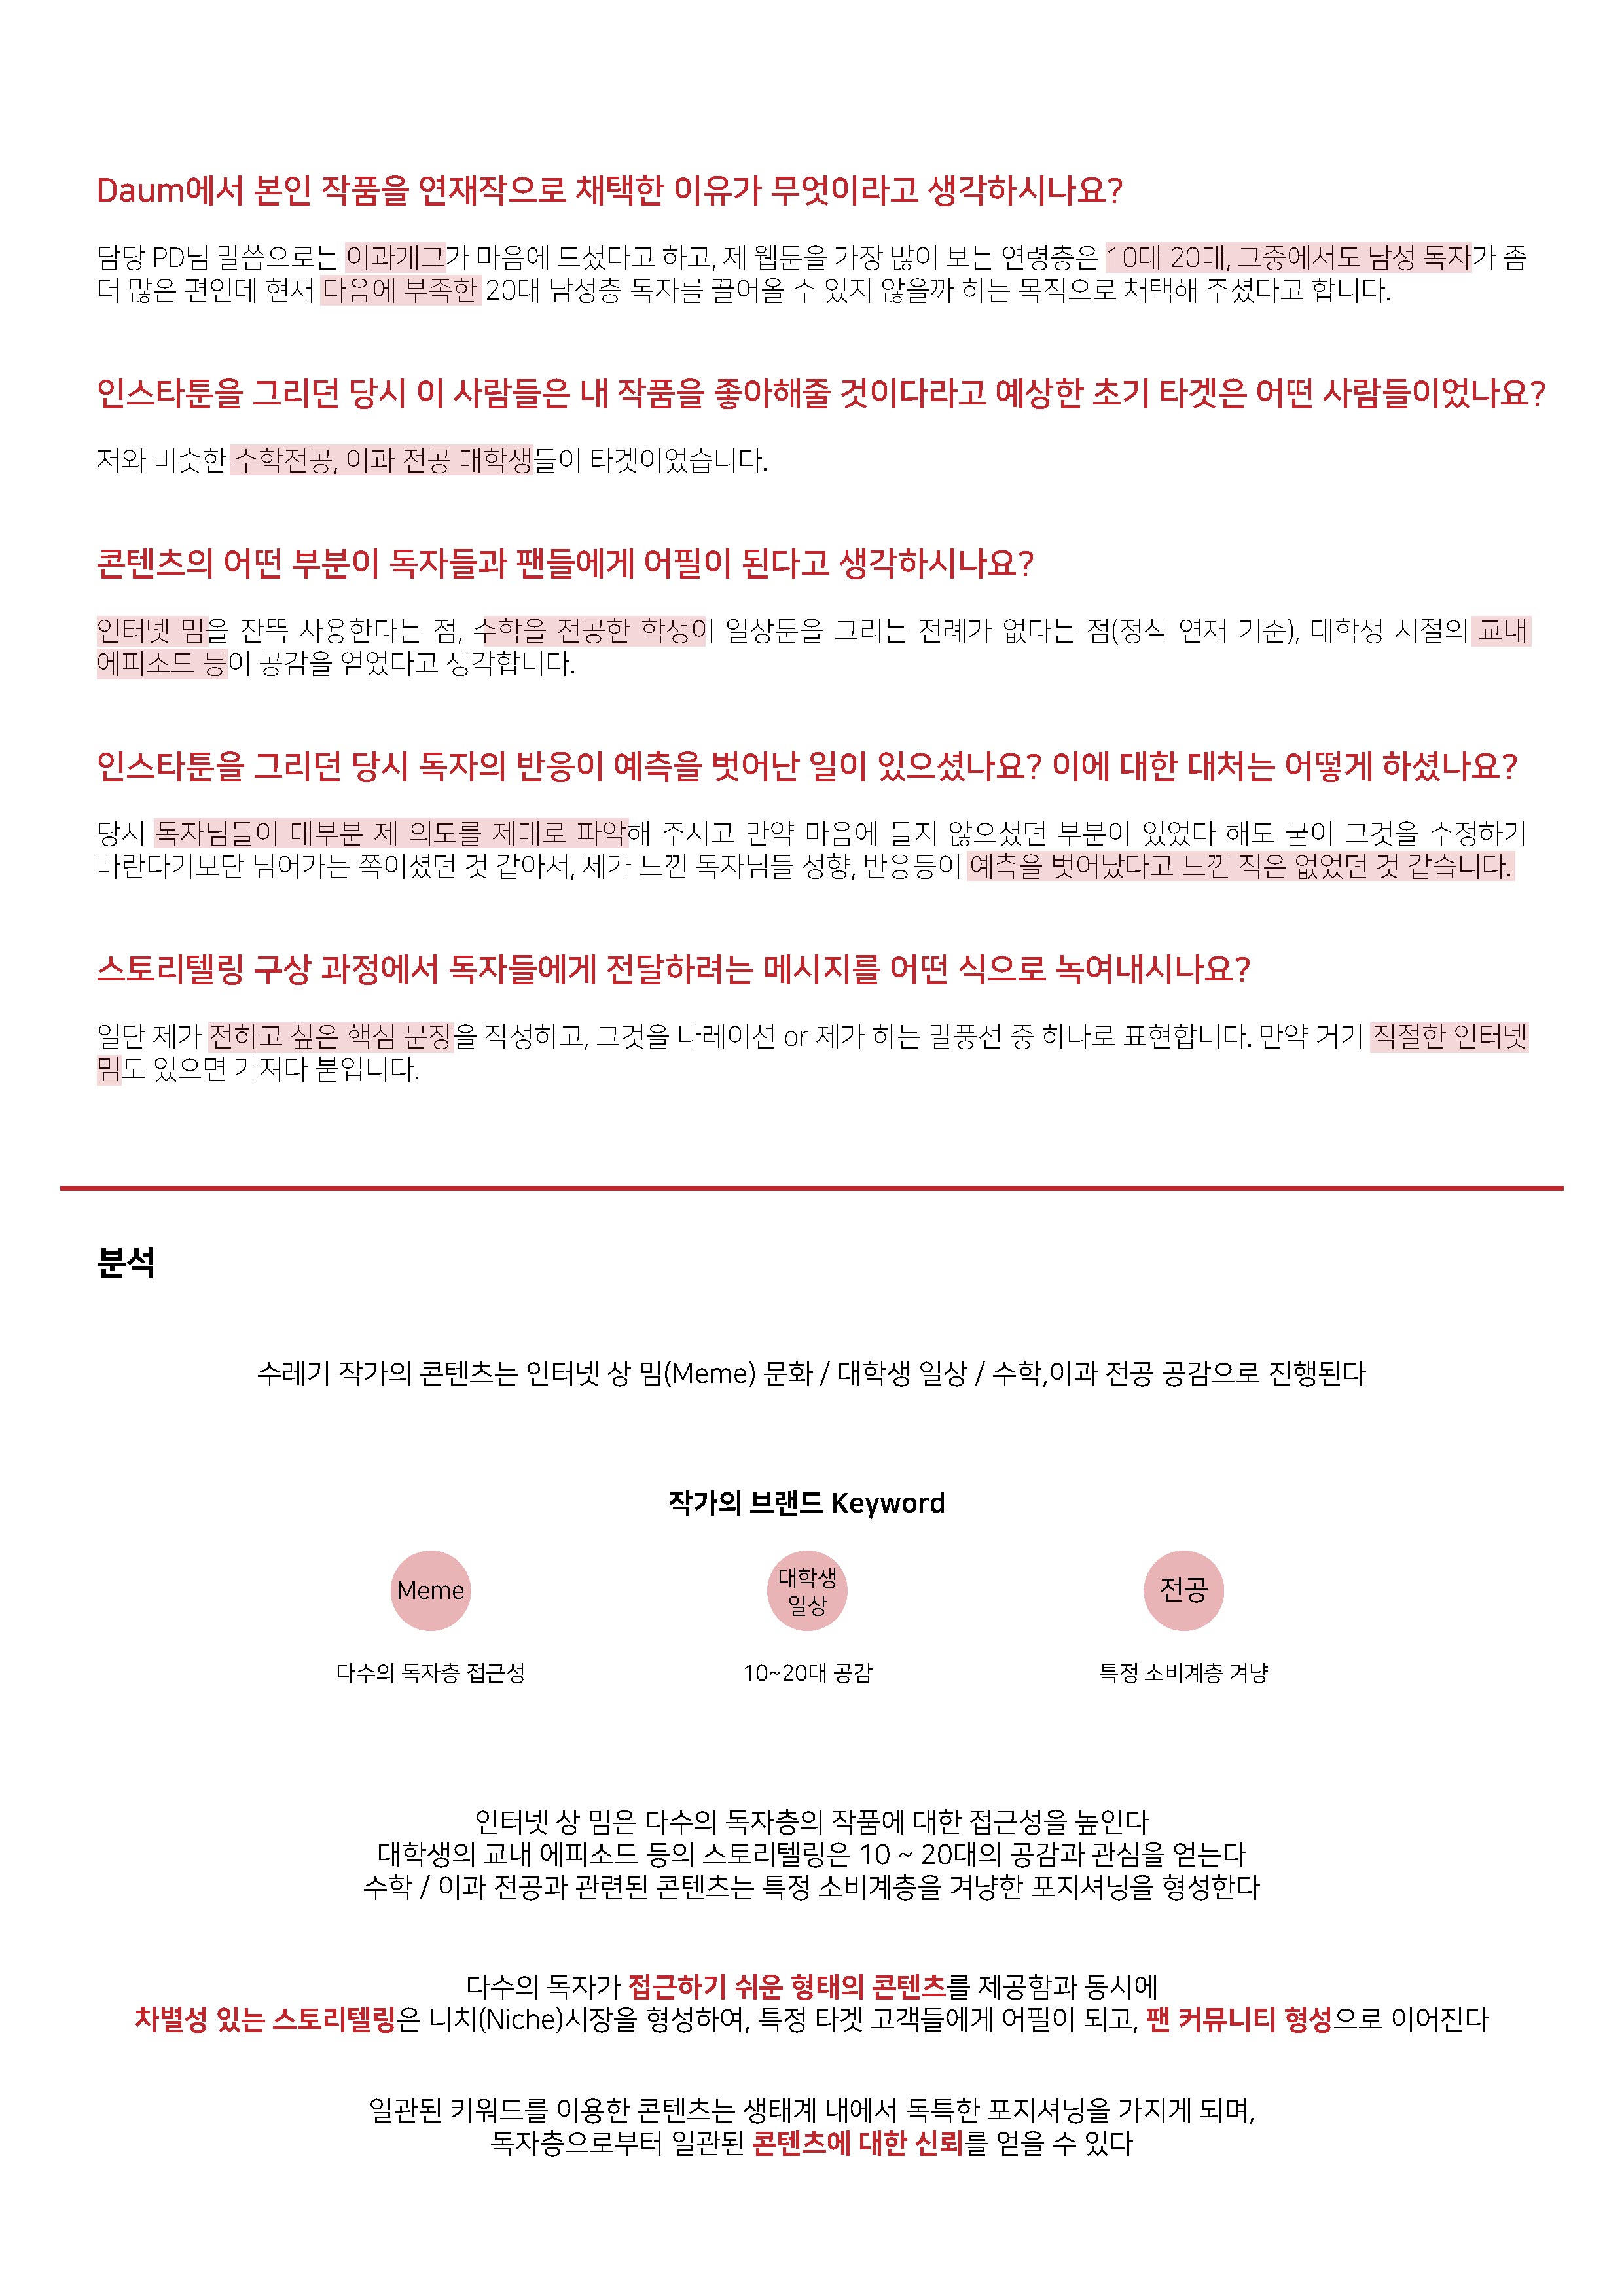 Daum에서 본인 작품을 연재작으로 채택한 이유가 무엇이라고 생각하시나요?
담당 PD님 말씀으로는 이과개그가 마음에 드셨다고 하고, 제 웹툰을 가장 많이 보는 연령층은 10대 20대, 그중에서도 남성 독자가 좀
더 많은 편인데 현재 다음에 부족한 20대 남성층 독자를 끌어올 수 있지 않을까 하는 목적으로 채택해 주셨다고 합니다.
인스타툰을 그리던 당시 이 사람들은 내 작품을 좋아해줄 것이다라고 예상한 초기 타겟은 어떤 사람들이었나요?
저와 비슷한 수학전공, 이과 전공 대학생들이 타겟이었습니다.
콘텐츠의 어떤 부분이 독자들과 팬들에게 어필이 된다고 생각하시나요?
인터넷 밈을 잔뜩 사용한다는 점, 수학을 전공한 학생이 일상툰을 그리는 전례가 없다는 점(정식 연재 기준), 대학생 시절의 교내
에피소드 등이 공감을 얻었다고 생각합니다.
인스타툰을 그리던 당시 독자의 반응이 예측을 벗어난 일이 있으셨나요? 이에 대한 대처는 어떻게 하셨나요?
당시 독자님들이 대부분 제 의도를 제대로 파악해 주시고 만약 마음에 들지 않으셨던 부분이 있었다 해도 굳이 그것을 수정하기
바란다기보단 넘어가는 쪽이셨던 것 같아서, 제가 느낀 독자님들 성향, 반응등이 예측을 벗어났다고 느낀 적은 없었던 것 같습니다.
스토리텔링 구상 과정에서 독자들에게 전달하려는 메시지를 어떤 식으로 녹여내시나요?
일단 제가 전하고 싶은 핵심 문장을 작성하고, 그것을 나레이션 or 제가 하는 말풍선 중 하나로 표현합니다. 만약 거기 적절한 인터넷
밈도 있으면 가져다 붙입니다.
분석
수레기 작가의 콘텐츠는 인터넷 상 밈(Meme) 문화 / 대학생 일상 / 수학,이과 전공 공감으로 진행된다
작가의 브랜드 Keyword
Meme
대학생
일상
전공
다수의 독자층 접근성
10~20대 공감
특정 소비계층 겨냥
인터넷 상 밈은 다수의 독자층의 작품에 대한 접근성을 높인다
대학생의 교내 에피소드 등의 스토리텔링은 10 ~ 20대의 공감과 관심을 얻는다
수학 / 이과 전공과 관련된 콘텐츠는 특정 소비계층을 겨냥한 포지셔닝을 형성한다
다수의 독자가 접근하기 쉬운 형태의 콘텐츠를 제공함과 동시에
차별성 있는 스토리텔링은 니치(Niche)시장을 형성하여, 특정 타겟 고객들에게 어필이 되고, 팬 커뮤니티 형성으로 이어진다
일관된 키워드를 이용한 콘텐츠는 생태계 내에서 독특한 포지셔닝을 가지게 되며,
독자층으로부터 일관된 콘텐츠에 대한 신뢰를 얻을 수 있다